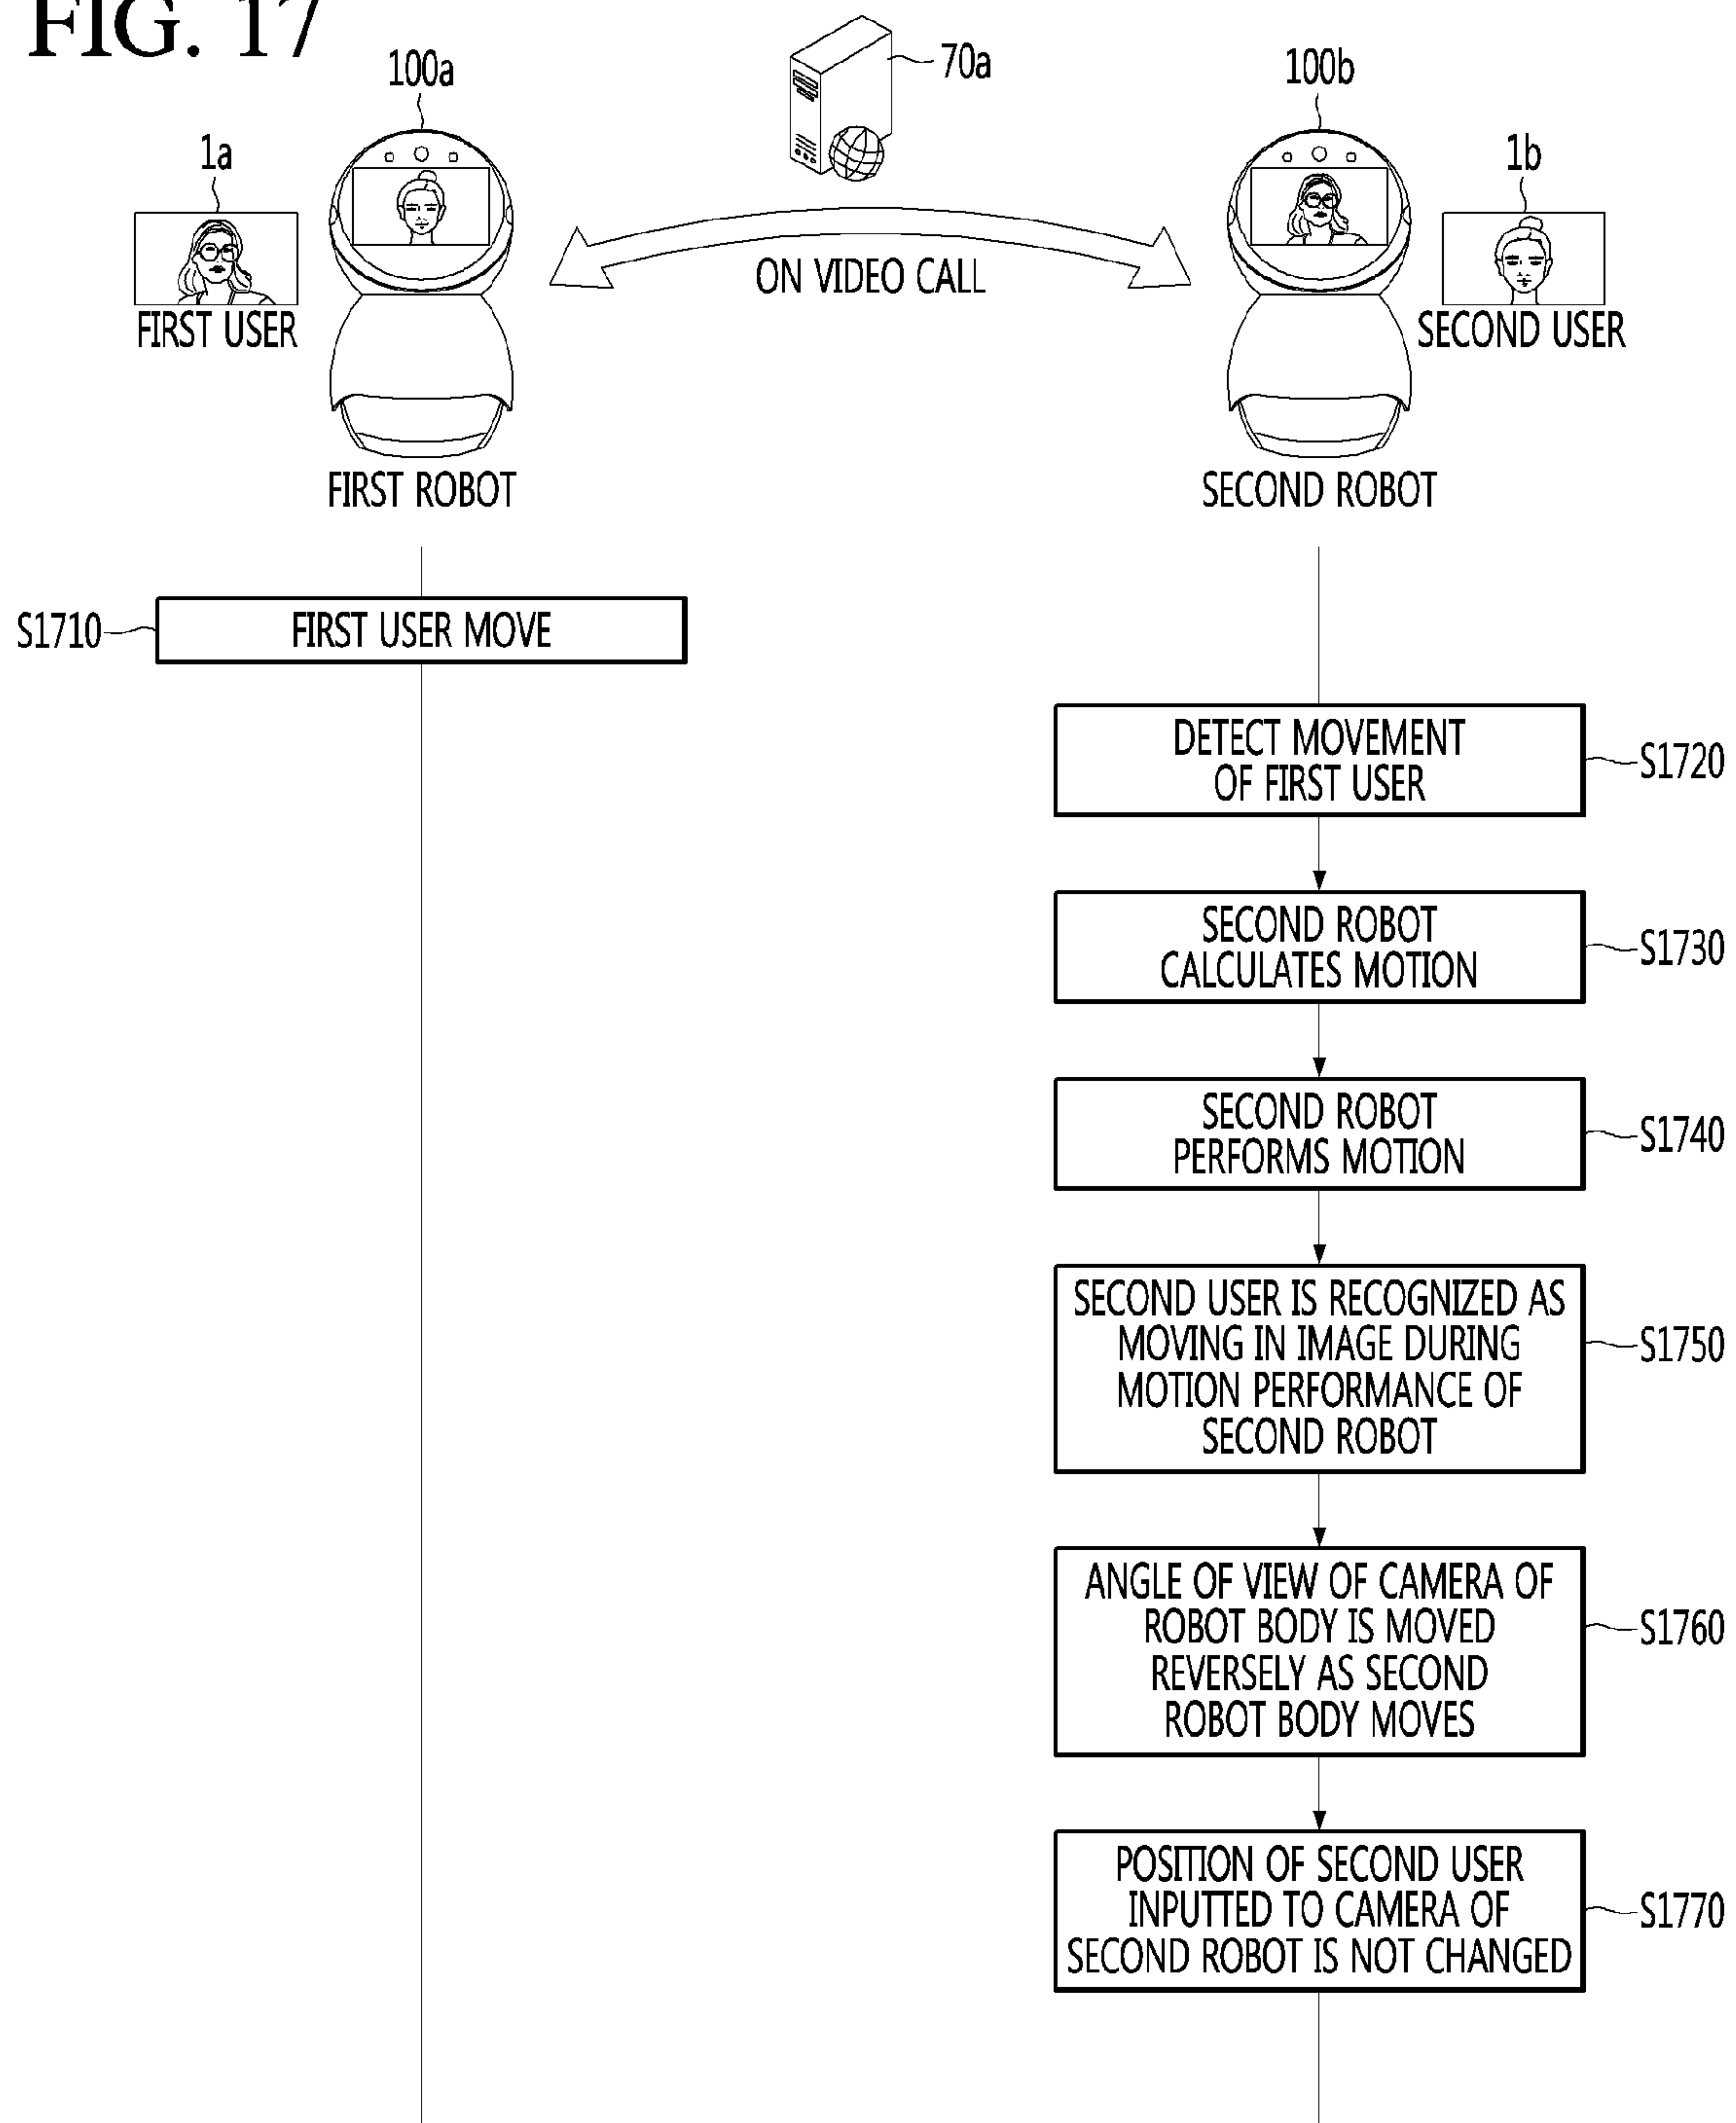 FIG. 17
100a
70a
100b
1a
1b
ON VIDEO CALL
FIRST USER
SECOND USER
FIRST ROBOT
SECOND ROBOT
S1710
FIRST USER MOVE
DETECT MOVEMENT
OF FIRST USER
S1720
SECOND ROBOT
CALCULATES MOTION
S1730
SECOND ROBOT
PERFORMS MOTION
S1740
SECOND USER IS RECOGNIZED AS
MOVING IN IMAGE DURING
MOTION PERFORMANCE OF
SECOND ROBOT
S1750
ANGLE OF VIEW OF CAMERA OF
ROBOT BODY IS MOVED
REVERSELY AS SECOND
ROBOT BODY MOVES
S1760
POSITION OF SECOND USER
INPUTTED TO CAMERA OF
SECOND ROBOT IS NOT CHANGED
S1770